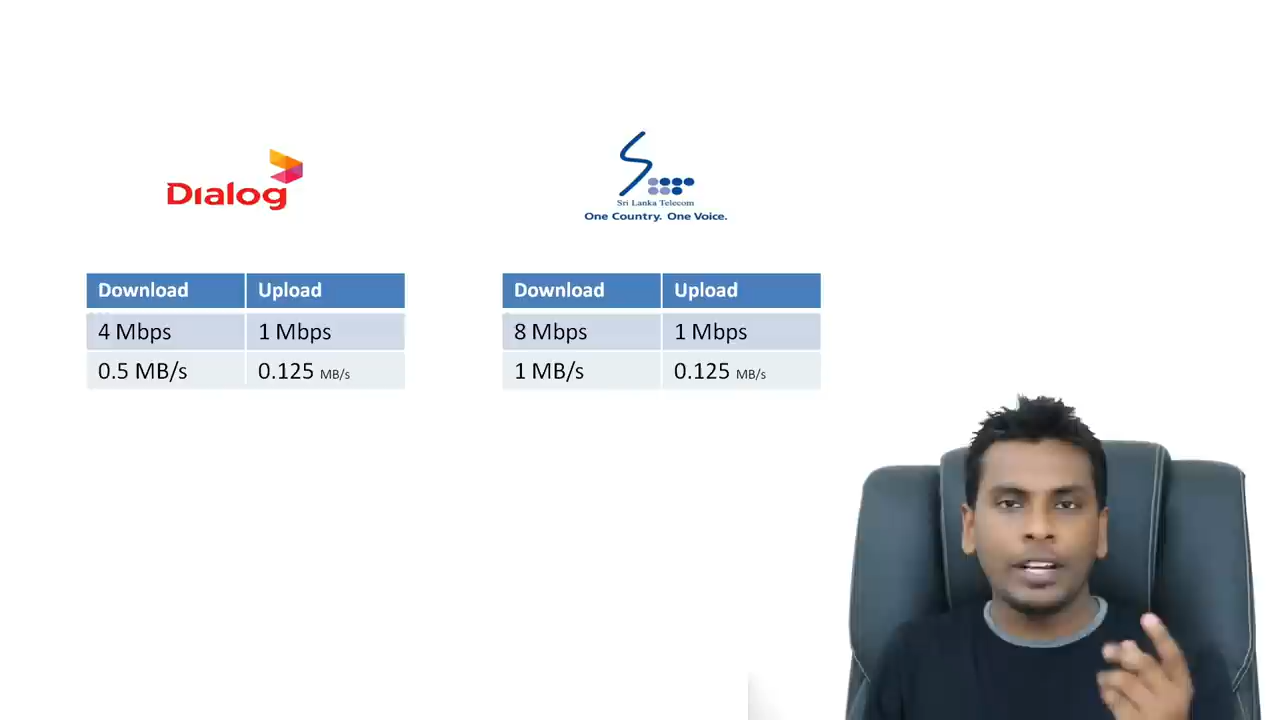 Dialog
Sri Lanka Telecom
One Country. One Voice.
Download Upload
4 Mbps 1 Mbps
0.5 MB/s 0.125 MB/s
Download Upload
8 Mbps 1 Mbps
1 MB/s 0.125 MB/s